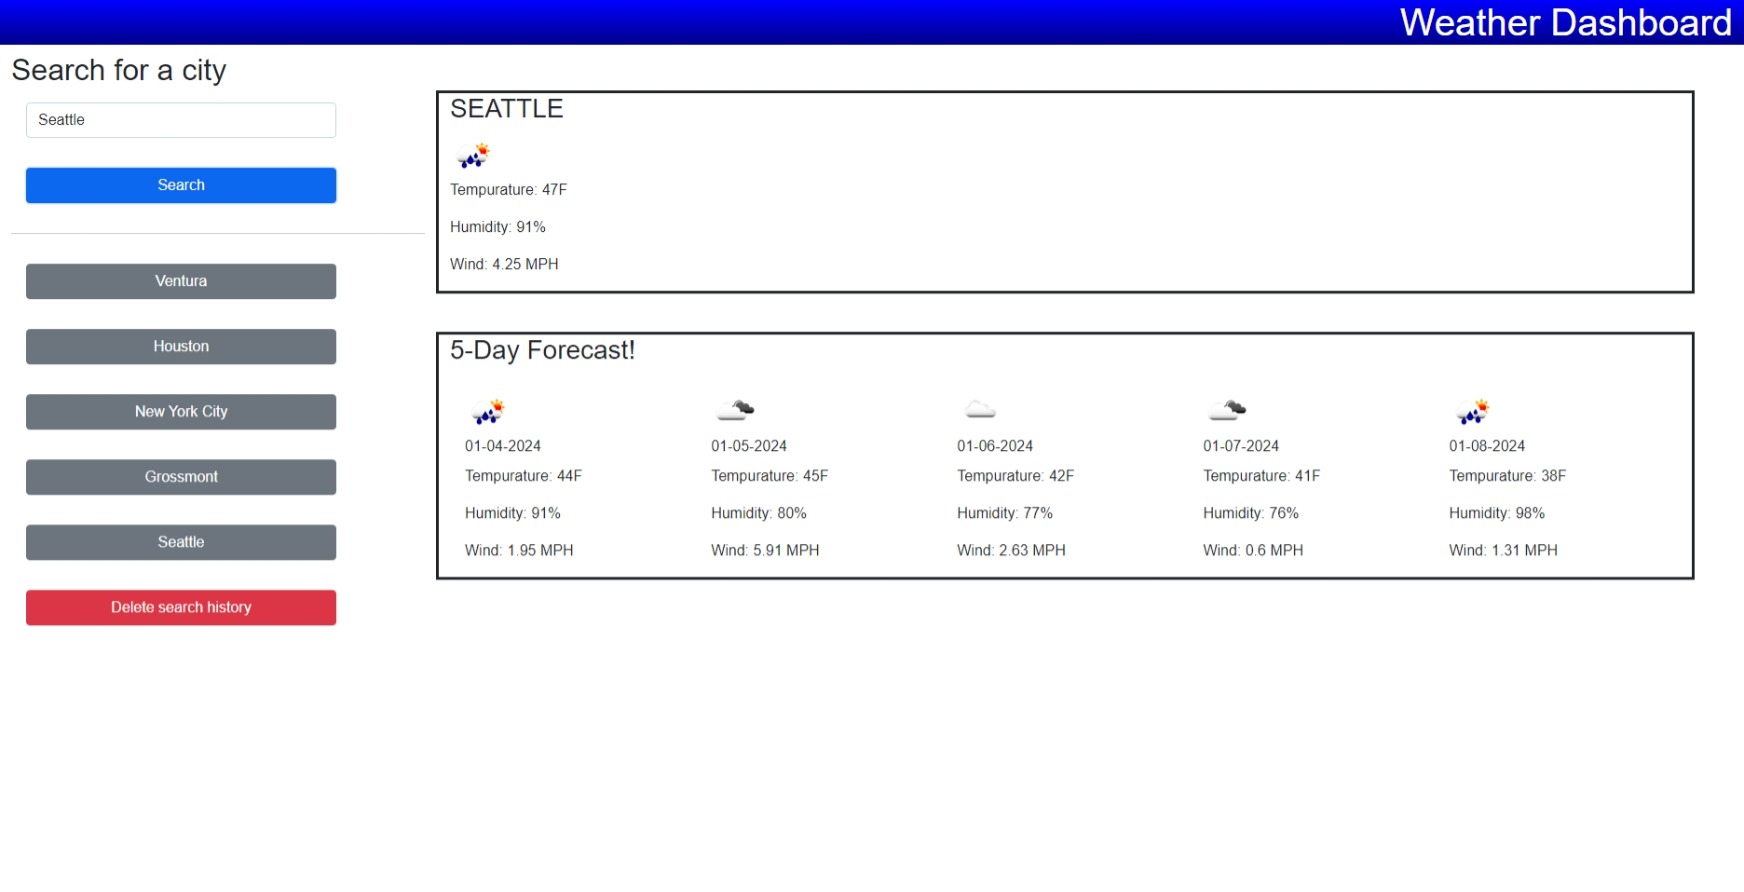 Weather Dashboard
Search for a city
Seattle
Search
Ventura
Houston
New York City
Grossmont
Seattle
Delete search history
SEATTLE
Tempurature: 47F
Humidity: 91%
Wind: 4.25 MPH
5-Day Forecast!
01-04-2024
Tempurature: 44F
Humidity: 91%
Wind: 1.95 MPH
01-05-2024
Tempurature: 45F
Humidity: 80%
Wind: 5.91 MPH
01-06-2024
Tempurature: 42F
Humidity: 77%
Wind: 2.63 MPH
01-07-2024
Tempurature: 41F
Humidity: 76%
Wind: 0.6 MPH
01-08-2024
Tempurature: 38F
Humidity: 98%
Wind: 1.31 MPH